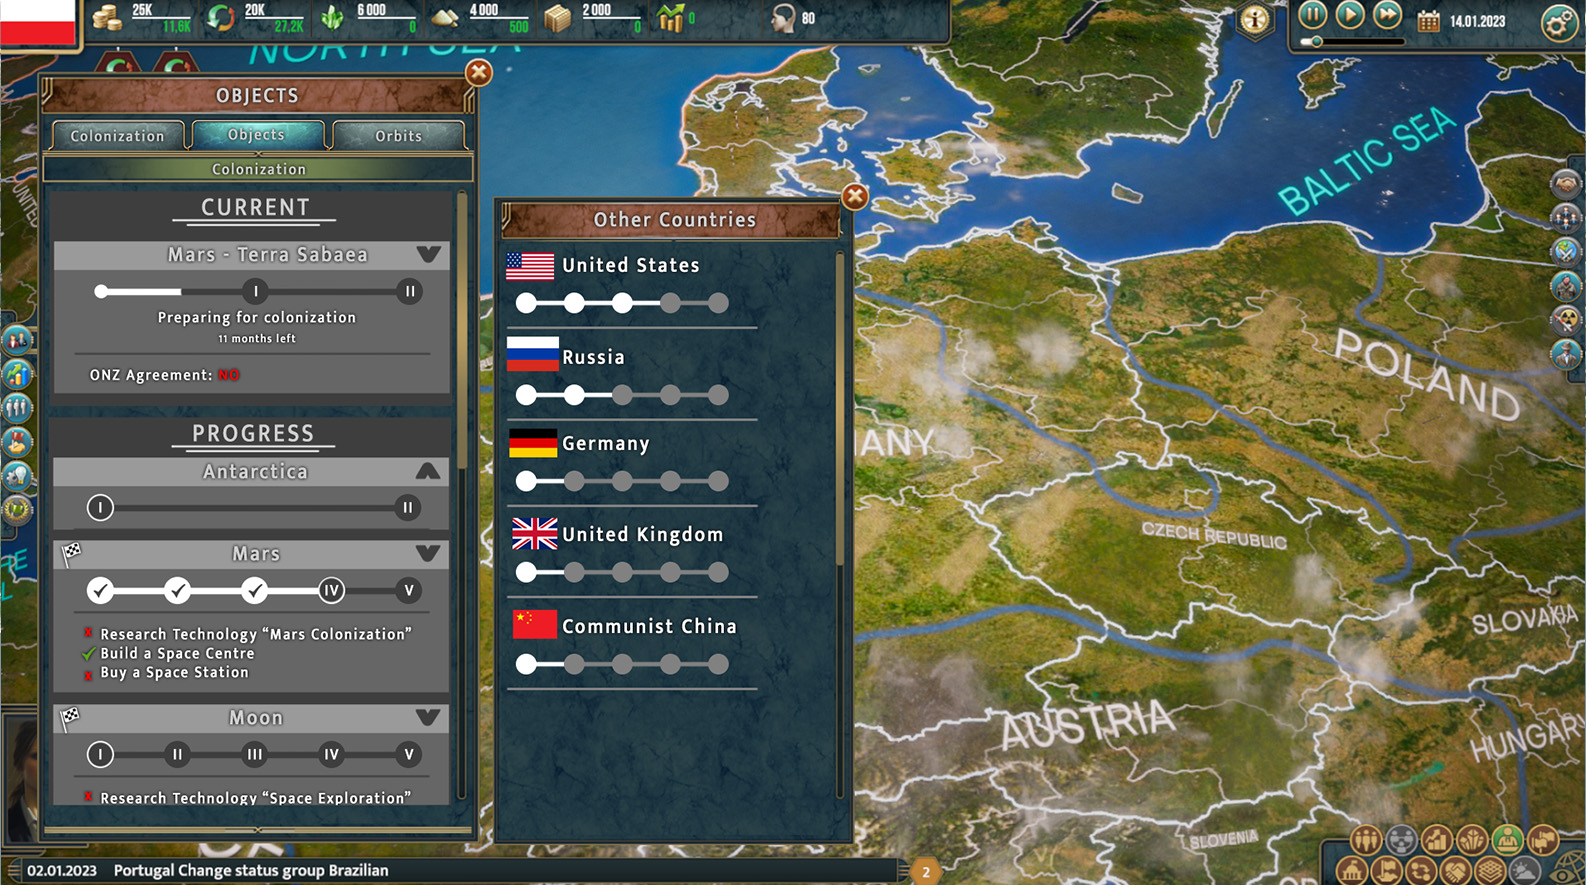 25K
11,6K
20K
27,2K
6 000
0
4 000
500
2 000
0
0
80
14.01.2023
NORTH SEA
OBJECTS
Colonization
Objects
Orbits
Colonization
CURRENT
Mars - Terra Sabaea
I
II
Preparing for colonization
11 months left
ONZ Agreement: NO
PROGRESS
Antarctica
I
II
Mars
IV
V
Research Technology “Mars Colonization”
Build a Space Centre
Buy a Space Station
Moon
I
II
III
IV
V
Research Technology “Space Exploration”
Other Countries
United States
Russia
Germany
United Kingdom
Communist China
BALTIC SEA
POLAND
ANY
CZECH REPUBLIC
SLOVAKIA
AUSTRIA
HUNGARY
SLOVENIA
02.01.2023 Portugal Change status group Brazilian
2